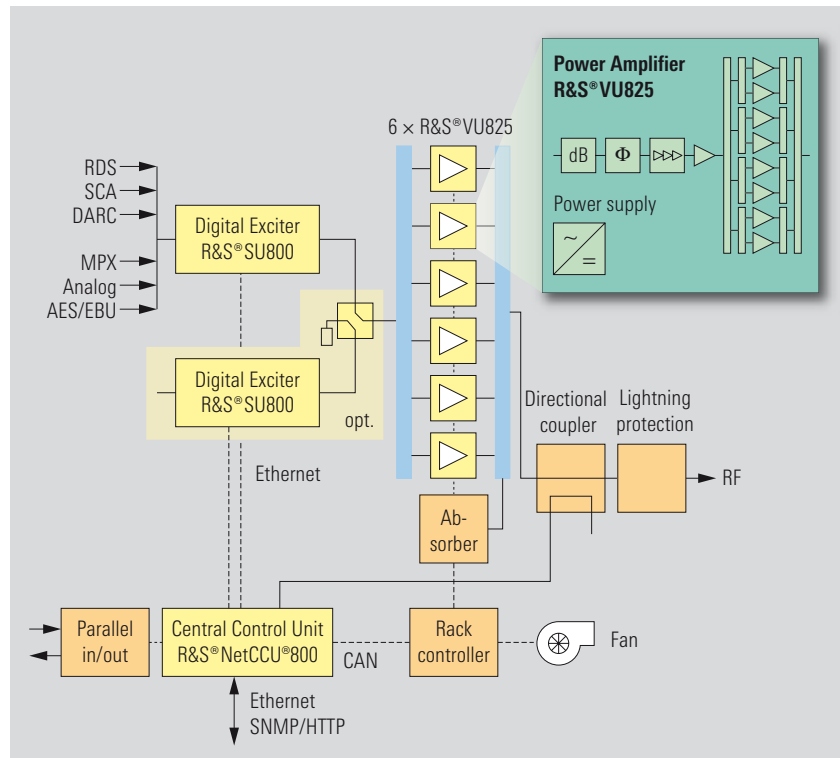 Power Amplifier
R&S®VU825
dB
Φ
Power supply
~
=
6 × R&S®VU825
RDS
SCA
DARC
MPX
Analog
AES/EBU
Digital Exciter
R&S®SU800
Digital Exciter
R&S®SU800
opt.
Ethernet
Directional
coupler
Lightning
protection
RF
Ab-
sorber
Parallel
in/out
Central Control Unit
R&S®NetCCU®800
CAN
Rack
controller
Fan
Ethernet
SNMP/HTTP